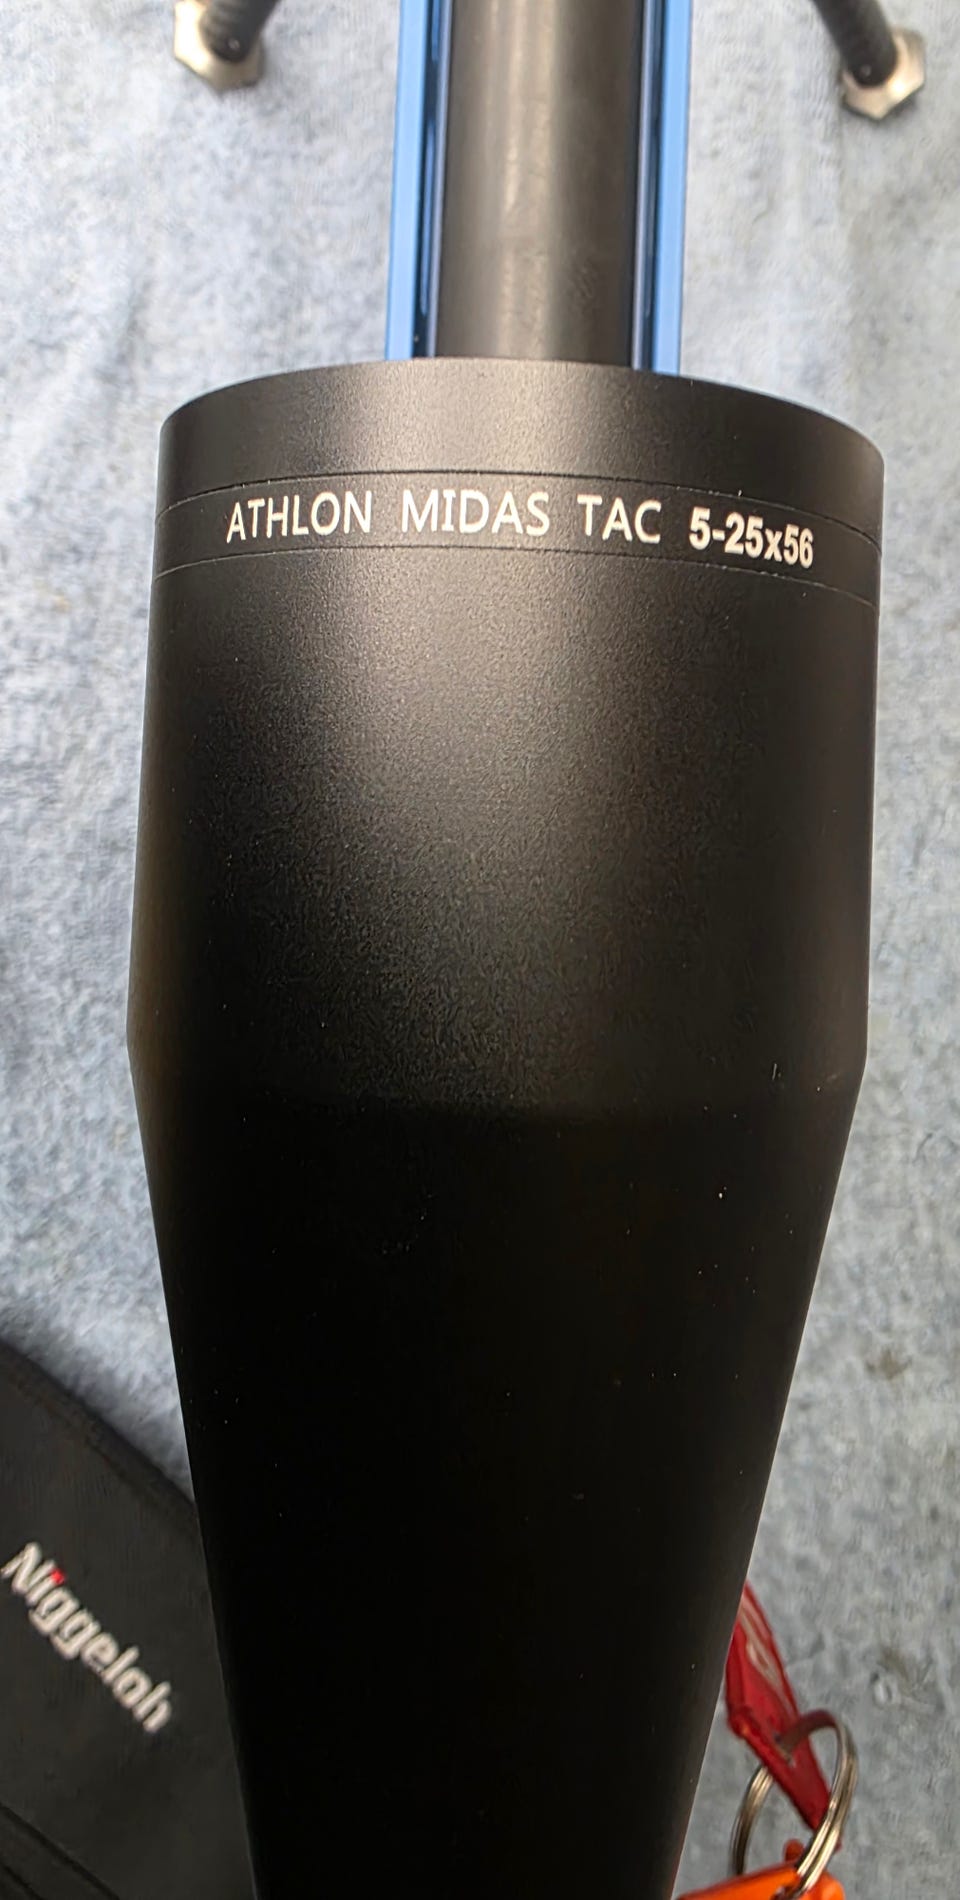 ATHLON MIDAS TAC 5-25x56
Niggeloh